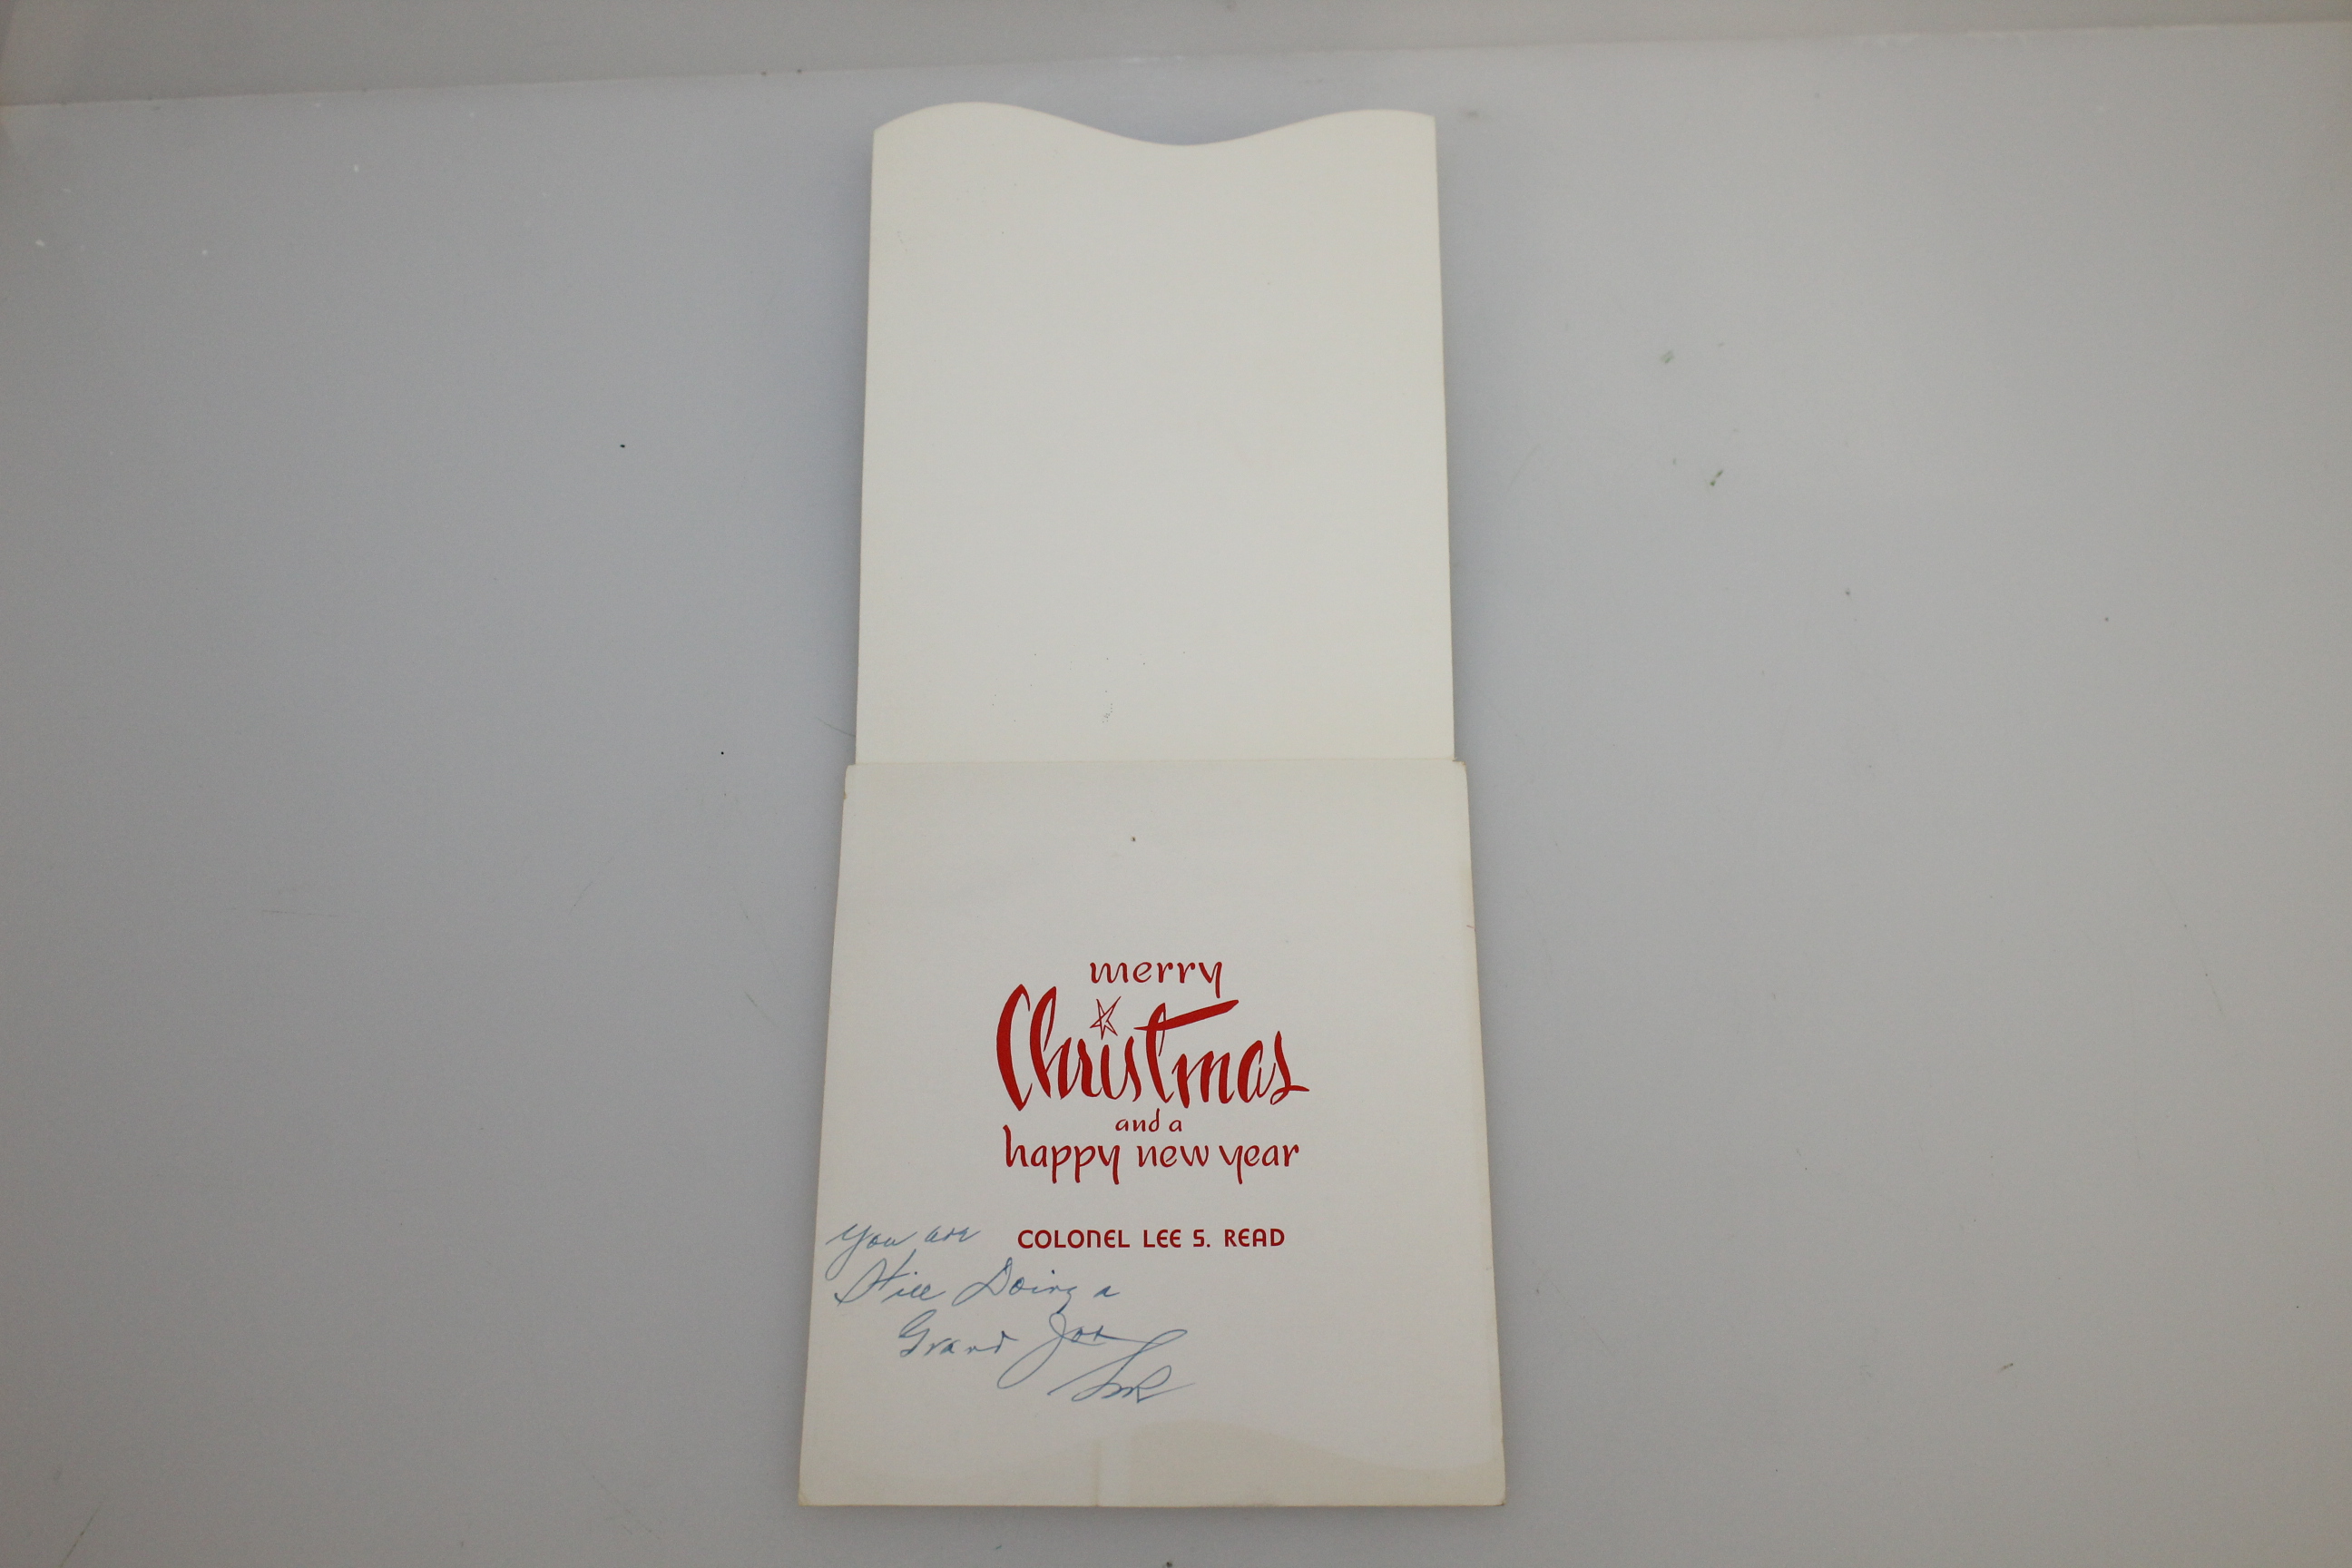 merry
Christmas
and a
happy new year
COLONEL LEE S. READ
You are
Still Doing a
Grand Job